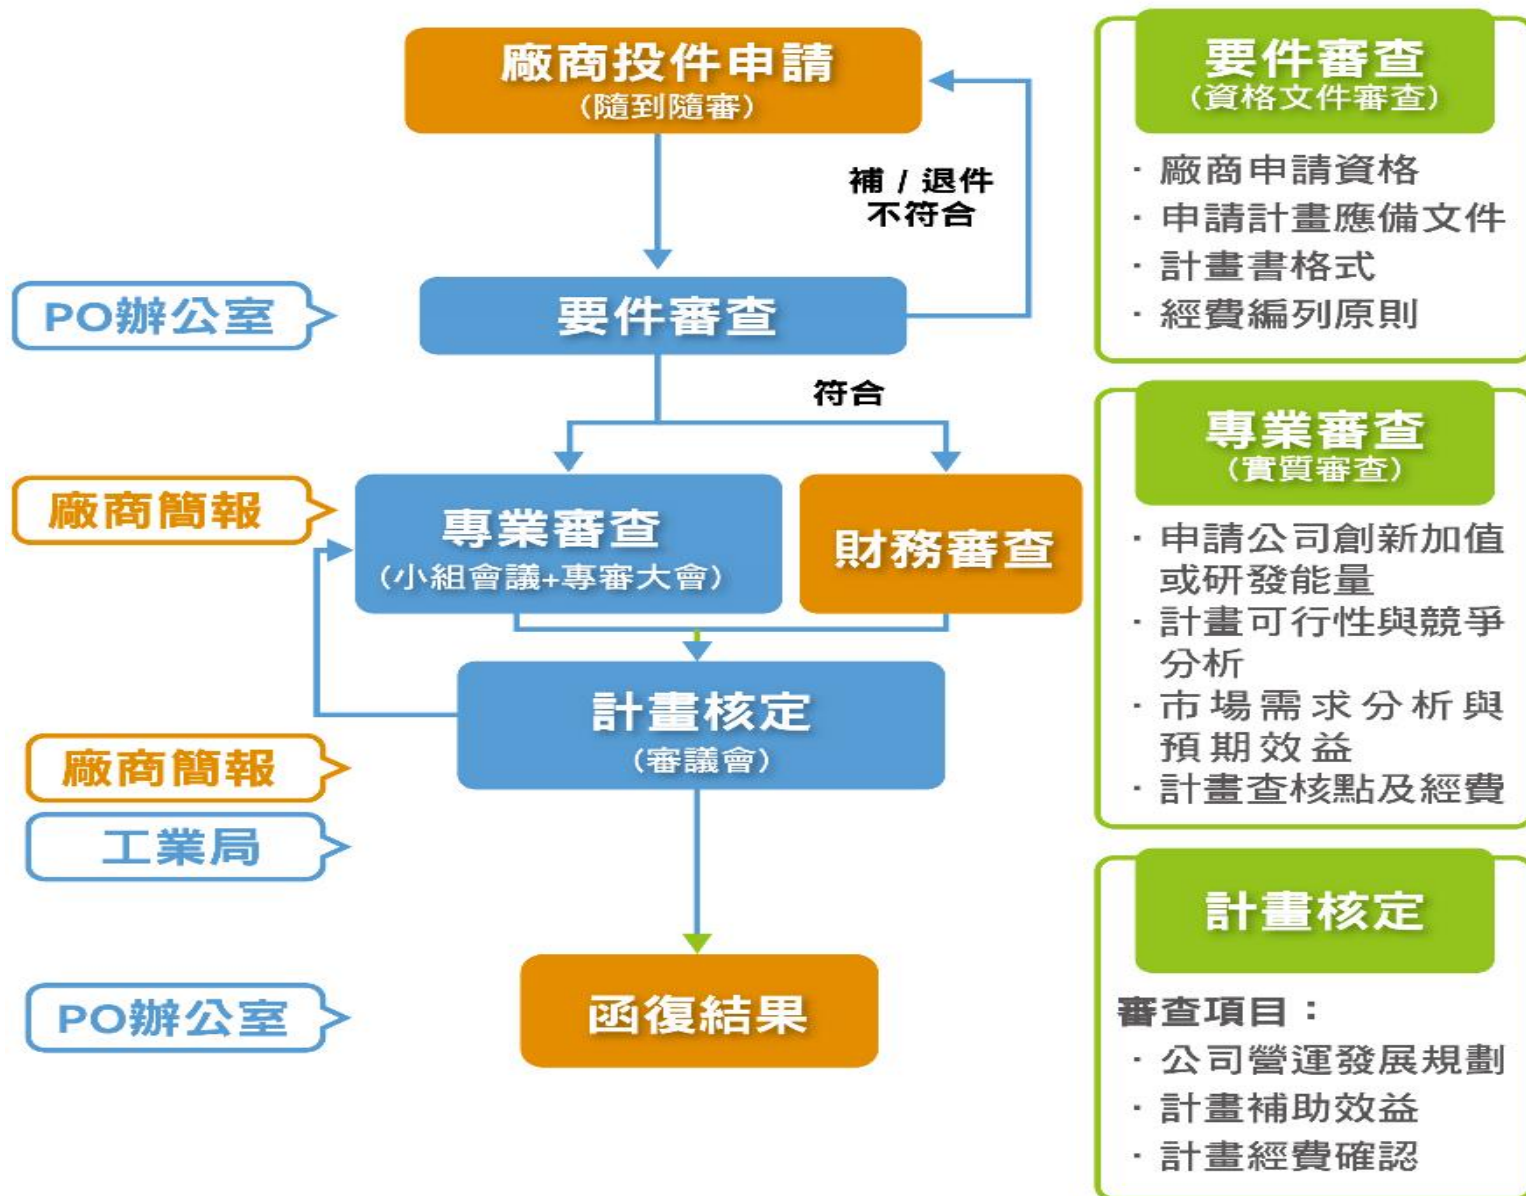 廠商投件申請
(隨到隨審)
補 / 退件
不符合
PO辦公室
要件審查
符合
廠商簡報
專業審查
(小組會議+專審大會)
財務審查
計畫核定
(審議會)
廠商簡報
工業局
PO辦公室
函復結果
要件審查
(資格文件審查)
· 廠商申請資格
· 申請計畫應備文件
· 計畫書格式
· 經費編列原則
專業審查
(實質審查)
· 申請公司創新加值
或研發能量
· 計畫可行性與競爭
分析
· 市場需求分析與
預期效益
· 計畫查核點及經費
計畫核定
審查項目：
· 公司營運發展規劃
· 計畫補助效益
· 計畫經費確認